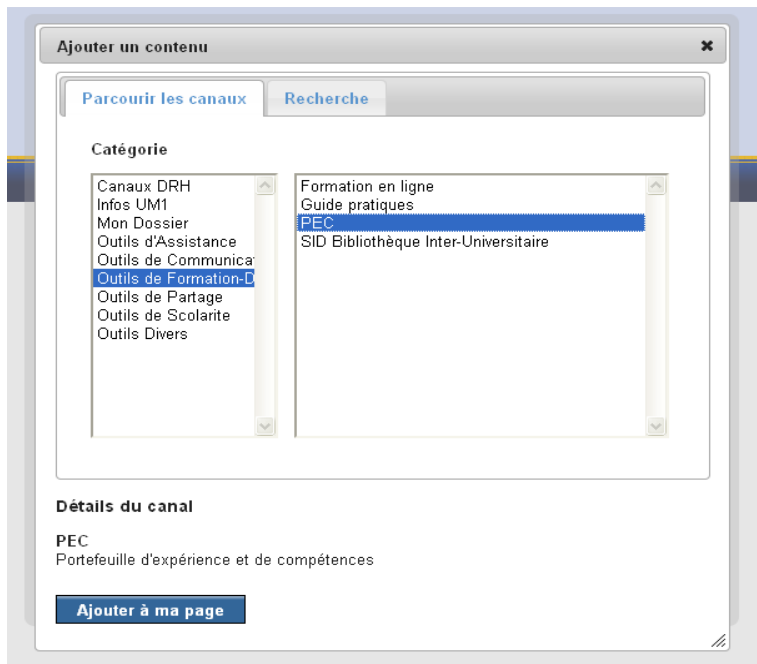 Ajouter un contenu
Parcourir les canaux
Recherche
Catégorie
Canaux DRH
Infos UM1
Mon Dossier
Outils d'Assistance
Outils de Communica
Outils de Formation-D
Outils de Partage
Outils de Scolarite
Outils Divers
Formation en ligne
Guide pratiques
PEC
SID Bibliothèque Inter-Universitaire
Détails du canal
PEC
Portefeuille d'expérience et de compétences
Ajouter à ma page